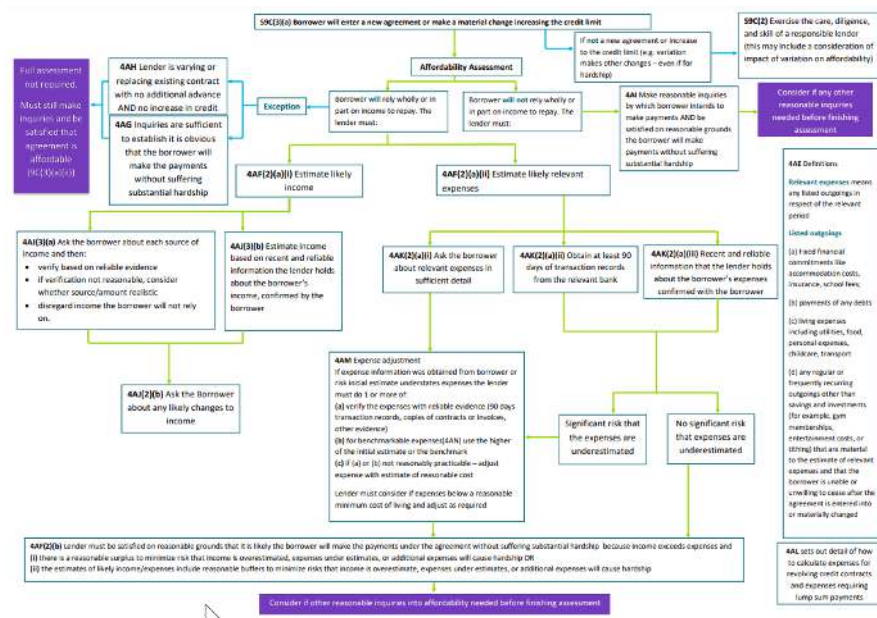 S9C(3)(a) Borrower will enter a new agreement or make a material change increasing the credit limit
If not a new agreement or increase
to the credit limit (e.g. variation
makes other changes – even if for
hardship)
S9C(2) Exercise the care, diligence,
and skill of a responsible lender
(this may include a consideration of
impact of variation on affordability)
Affordability Assessment
Full assessment
not required.
Must still make
inquiries and be
satisfied that
agreement is
affordable
(9C(3)(a)(ii))
4AH Lender is varying or
replacing existing contract
with no additional advance
AND no increase in credit
4AG Inquiries are sufficient
to establish it is obvious that
the borrower will make the
payments without suffering
substantial hardship
Exception
Borrower will rely wholly or in
part on income to repay. The
lender must:
Borrower will not rely wholly or
in part on income to repay. The
lender must:
4AI Make reasonable inquiries
by which borrower intends to
make payments AND be
satisfied on reasonable grounds
the borrower will make
payments without suffering
substantial hardship
Consider if any other
reasonable inquiries
needed before finishing
assessment
4AF(2)(a)(i) Estimate likely
income
4AF(2)(a)(ii) Estimate likely relevant
expenses
4AJ(3)(a) Ask the borrower about each source of
income and then:
• verify based on reliable evidence
• if verification not reasonable, consider
whether source/amount realistic
• disregard income the borrower will not rely
on.
4AJ(3)(b) Estimate income
based on recent and reliable
information the lender holds
about the borrower's
income, confirmed by the
borrower
4AK(2)(a)(i) Ask the borrower
about relevant expenses in
sufficient detail
4AK(2)(a)(ii) Obtain at least 90
days of transaction records
from the relevant bank
4AK(2)(a)(iii) Recent and reliable
information that the lender holds
about the borrower's expenses
confirmed with the borrower
4AJ(2)(b) Ask the Borrower
about any likely changes to
income
4AM Expense adjustment
If expense information was obtained from borrower or
risk initial estimate understates expenses the lender
must do 1 or more of:
(a) verify the expenses with reliable evidence (90 days
transaction records, copies of contracts or invoices,
other evidence)
(b) for benchmarkable expenses(4AN) use the higher of
the initial estimate or the benchmark
(c) if (a) or (b) not reasonably practicable – adjust
expense with estimate of reasonable cost
Lender must consider if expenses below a reasonable
minimum cost of living and adjust as required
Significant risk that
the expenses are
underestimated
No significant risk
that expenses are
underestimated
4AE Definitions
Relevant expenses means
any listed outgoings in
respect of the relevant
period
Listed outgoings
(a) fixed financial
commitments like
accommodation costs,
insurance, school fees;
(b) payments of any debts
(c) living expenses
including utilities, food,
personal expenses,
childcare, transport
(d) any regular or
frequently recurring
outgoings other than
savings and investments
(for example, gym
memberships,
entertainment costs, or
tithing) that are material to
the estimate of relevant
expenses and that the
borrower is unable or
unwilling to cease after the
agreement is entered into
or materially changed
4AF(2)(b) Lender must be satisfied on reasonable grounds that it is likely the borrower will make the payments under the agreement without suffering substantial hardship because income exceeds expenses and
(i) there is a reasonable surplus to minimize risk that income is overestimated, expenses under estimates, or additional expenses will cause hardship OR
(ii) the estimates of likely income/expenses include reasonable buffers to minimize risks that income is overestimate, expenses under estimates, or additional expenses will cause hardship
4AL sets out detail of how
to calculate expenses for
revolving credit contracts
and expenses requiring
lump sum payments
Consider if other reasonable inquiries into affordability needed before finishing assessment